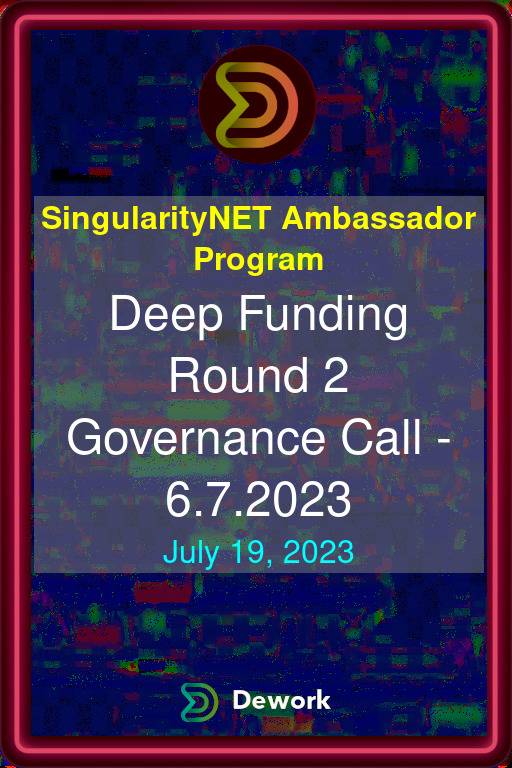 SingularityNET Ambassador
Program
Deep Funding
Round 2
Governance Call -
6.7.2023
July 19, 2023
Dework